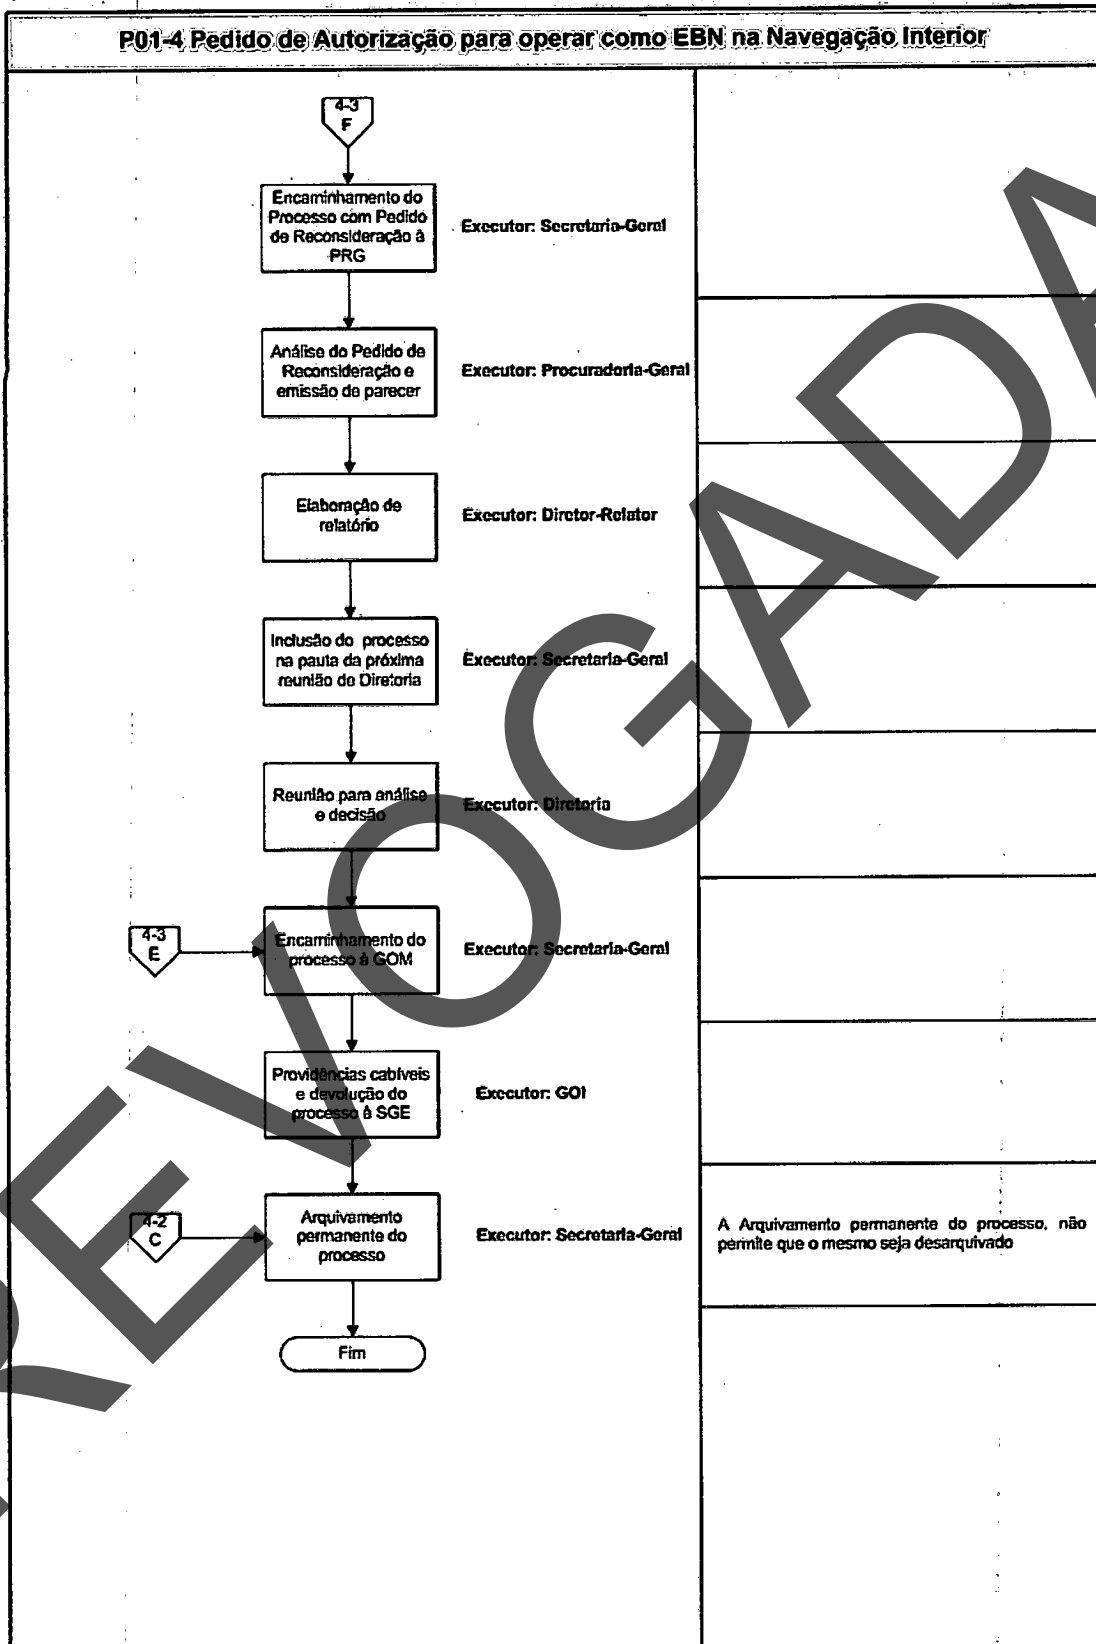 P01-4 Pedido de Autorização para operar como EBN na Navegação Interior
4-3
F
Encaminhamento do
Processo com Pedido
de Reconsideração à
PRG
Executor: Secretaria-Geral
Análise do Pedido de
Reconsideração e
emissão de parecer
Executor: Procuradoria-Geral
Elaboração de
relatório
Executor: Diretor-Relator
Inclusão do processo
na pauta da próxima
reunião de Diretoria
Executor: Secretaria-Geral
Reunião para análise
e decisão
Executor: Diretoria
4-3
E
Encaminhamento do
processo à GOM
Executor: Secretaria-Geral
Providências cabíveis
e devolução do
processo à SGE
Executor: GOI
4-2
C
Arquivamento
permanente do
processo
Executor: Secretaria-Geral
A Arquivamento permanente do processo, não
permite que o mesmo seja desarquivado
Fim
REVOGADA